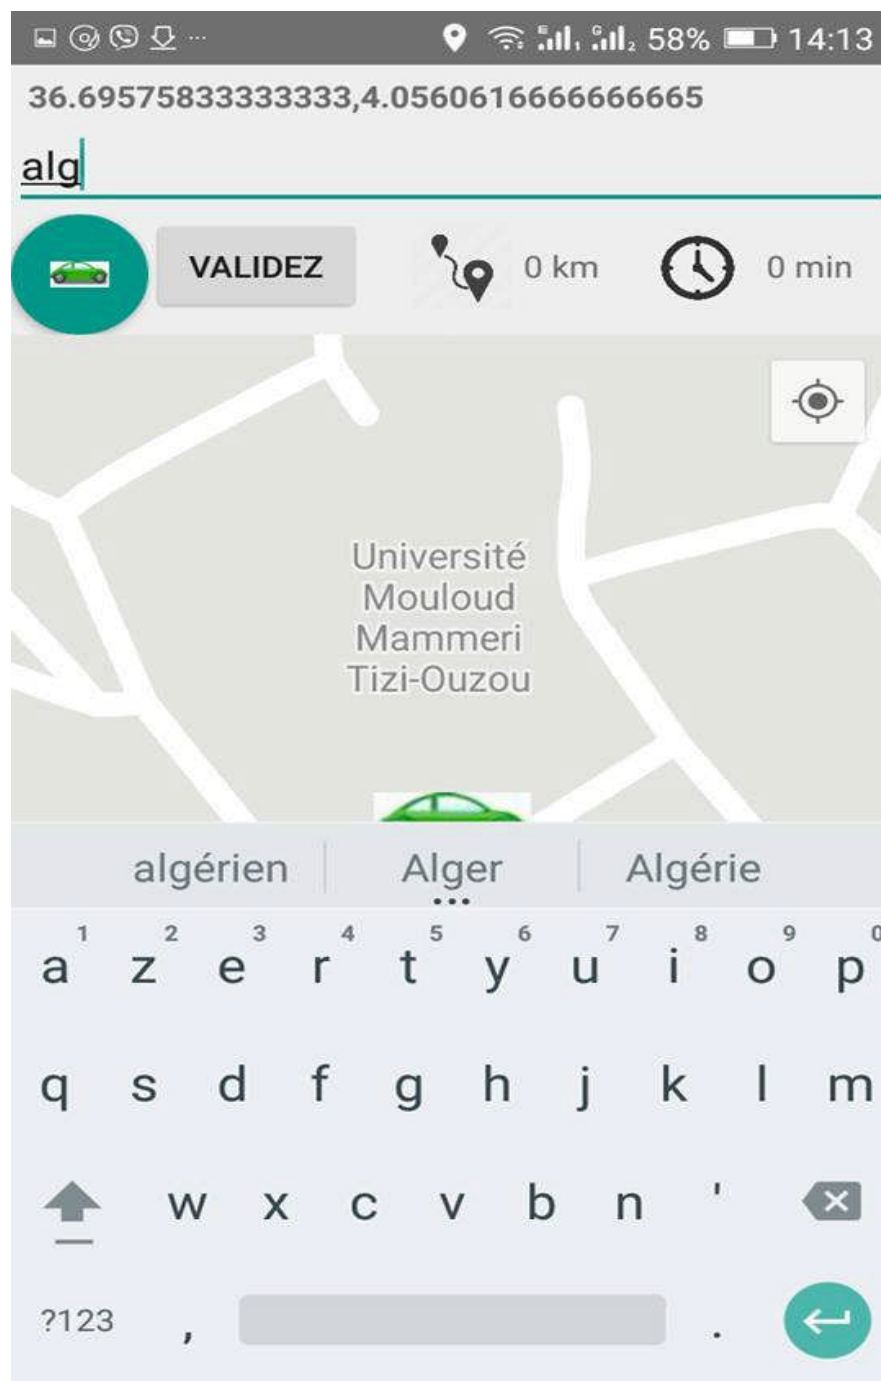 58% 14:13
36.69575833333333,4.0560616666666665
alg
VALIDEZ 0 km 0 min
Université
Mouloud
Mammeri
Tizi-Ouzou
algérien Alger Algérie
1 2 3 4 5 6 7 8 9 0
a z e r t y u i o p
q s d f g h j k l m
w x c v b n '
?123 , .